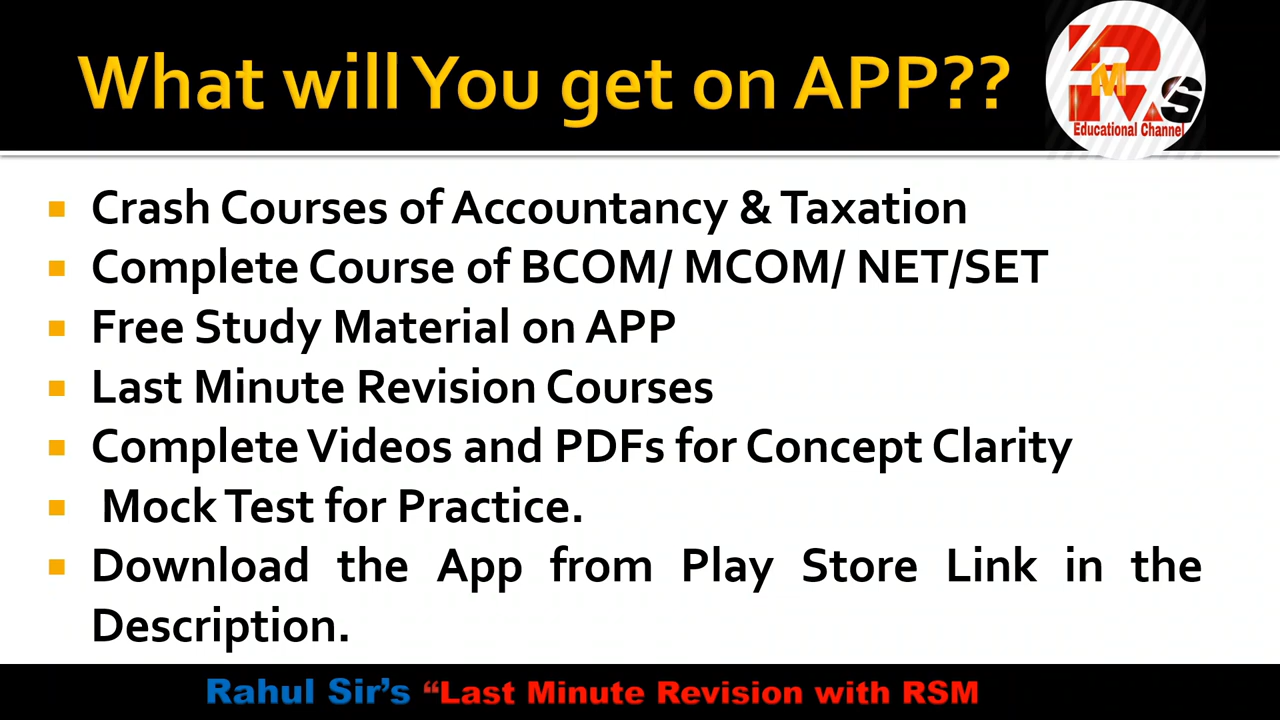 What will You get on APP??
RMS
Educational Channel
Crash Courses of Accountancy & Taxation
Complete Course of BCOM/ MCOM/ NET/SET
Free Study Material on APP
Last Minute Revision Courses
Complete Videos and PDFs for Concept Clarity
Mock Test for Practice.
Download the App from Play Store Link in the
Description.
Rahul Sir's “Last Minute Revision with RSM